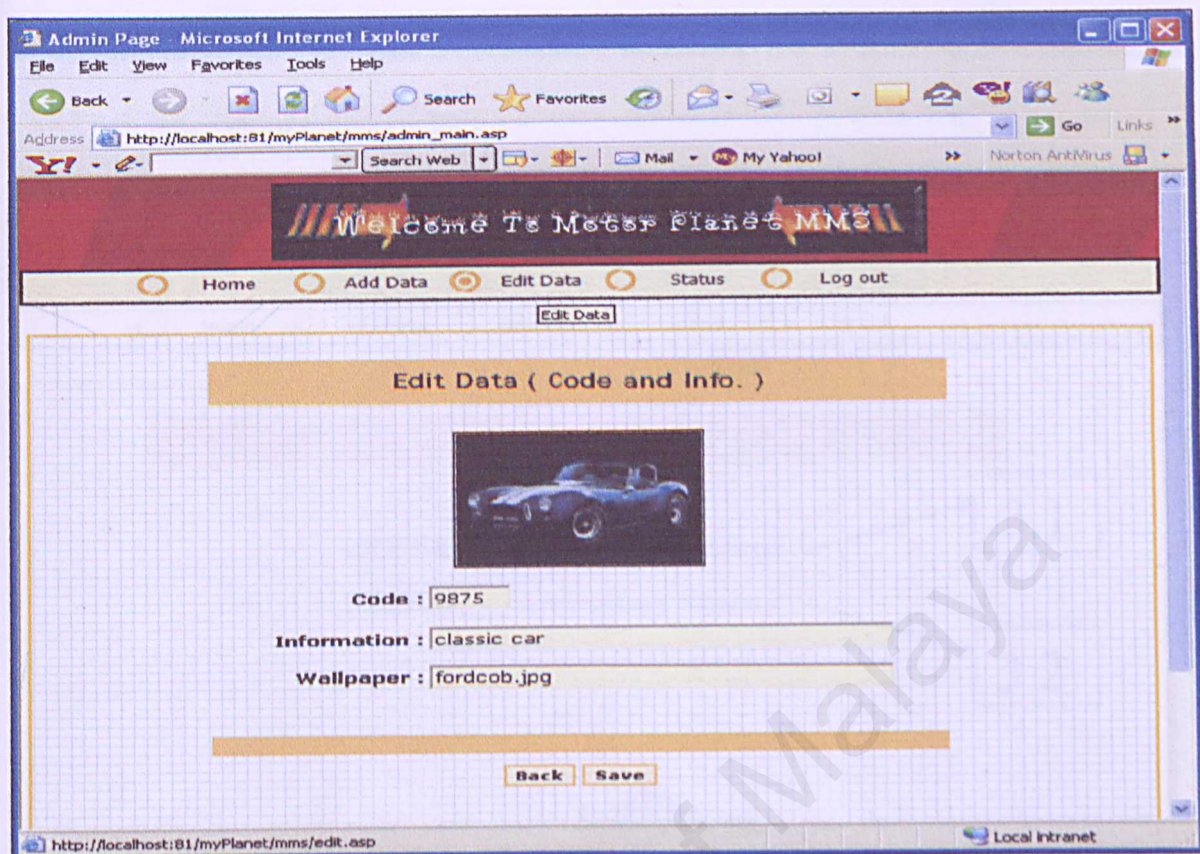 Admin Page - Microsoft Internet Explorer
File Edit View Favorites Tools Help
Back Search Favorites
Address http://localhost:81/myPlanet/mms/admin_main.asp Go Links »
Y! Search Web Mail My Yahoo! » Norton AntiVirus
Welcome To Motor Planet MMS
Home Add Data Edit Data Status Log out
Edit Data
Edit Data ( Code and Info. )
Code : 9875
Information : classic car
Wallpaper : fordcob.jpg
Back Save
http://localhost:81/myPlanet/mms/edit.asp Local intranet
of Malaya